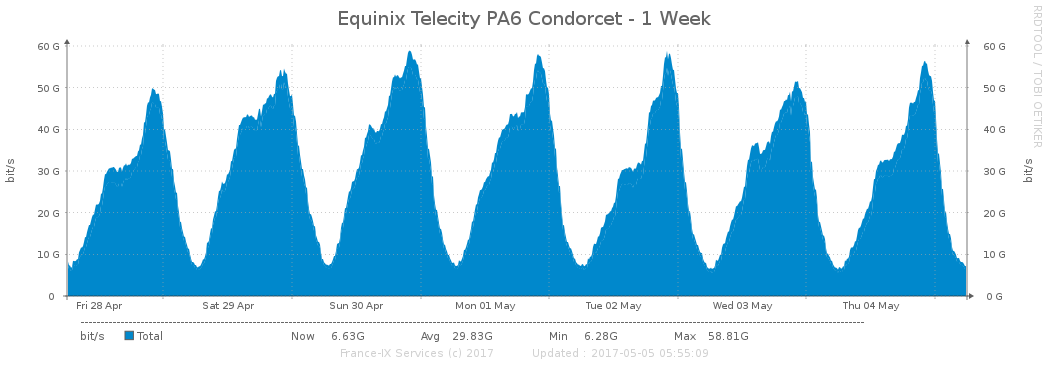 Equinix Telecity PA6 Condorcet - 1 Week
RRDTOOL / TOBI OETIKER
60 G 60 G
50 G 50 G
40 G 40 G
30 G 30 G
20 G 20 G
10 G 10 G
0 0 G
bit/s
bit/s
Fri 28 Apr Sat 29 Apr Sun 30 Apr Mon 01 May Tue 02 May Wed 03 May Thu 04 May
bit/s Total Now 6.63G Avg 29.83G Min 6.28G Max 58.81G
France-IX Services (c) 2017 Updated : 2017-05-05 05:55:09